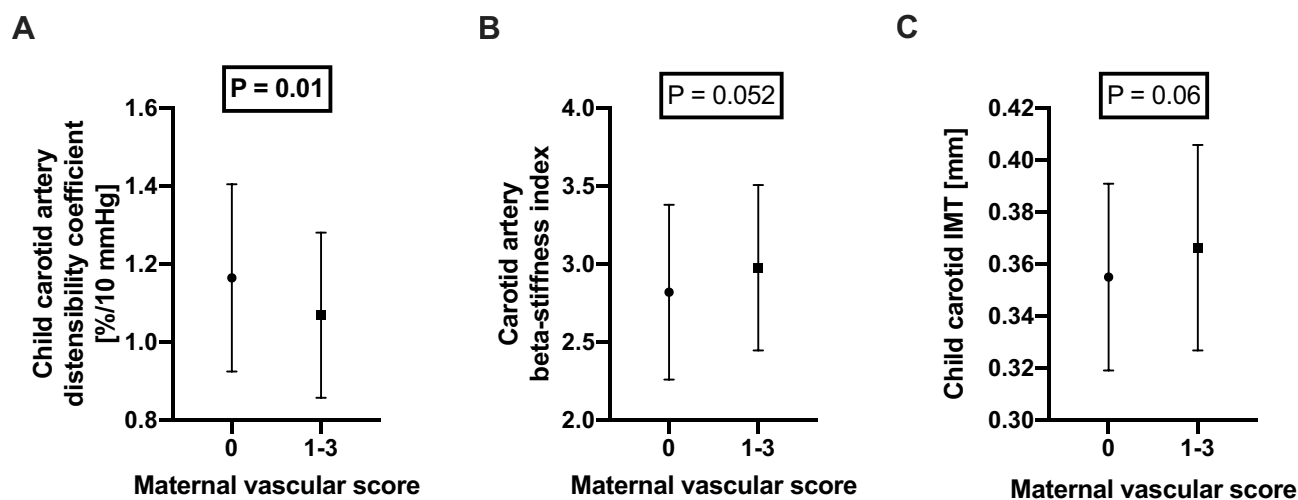 A
P = 0.01
Child carotid artery
distensibility coefficient
[%/10 mmHg]
1.6
1.4
1.2
1.0
0.8
0
1-3
Maternal vascular score
B
P = 0.052
Carotid artery
beta-stiffness index
4.0
3.5
3.0
2.5
2.0
0
1-3
Maternal vascular score
C
P = 0.06
Child carotid IMT [mm]
0.42
0.40
0.38
0.36
0.34
0.32
0.30
0
1-3
Maternal vascular score